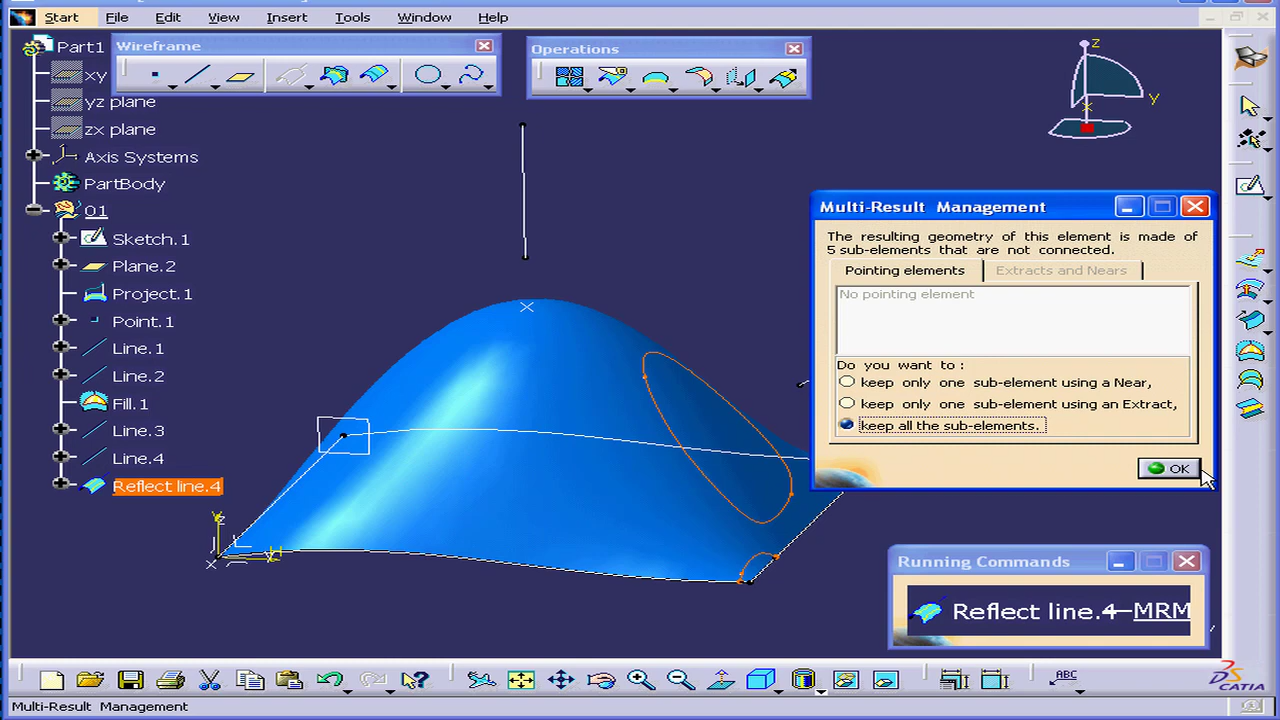 Start File Edit View Insert Tools Window Help
Part1
Wireframe
Operations
xy
yz plane
zx plane
Axis Systems
PartBody
01
Sketch.1
Plane.2
Project.1
Point.1
Line.1
Line.2
Fill.1
Line.3
Line.4
Reflect line.4
z
y
x
Multi-Result Management
The resulting geometry of this element is made of
5 sub-elements that are not connected.
Pointing elements Extracts and Nears
No pointing element
Do you want to :
keep only one sub-element using a Near,
keep only one sub-element using an Extract,
keep all the sub-elements.
OK
Running Commands
Reflect line.4 MRM
x
H
ABC
CATIA
Multi-Result Management